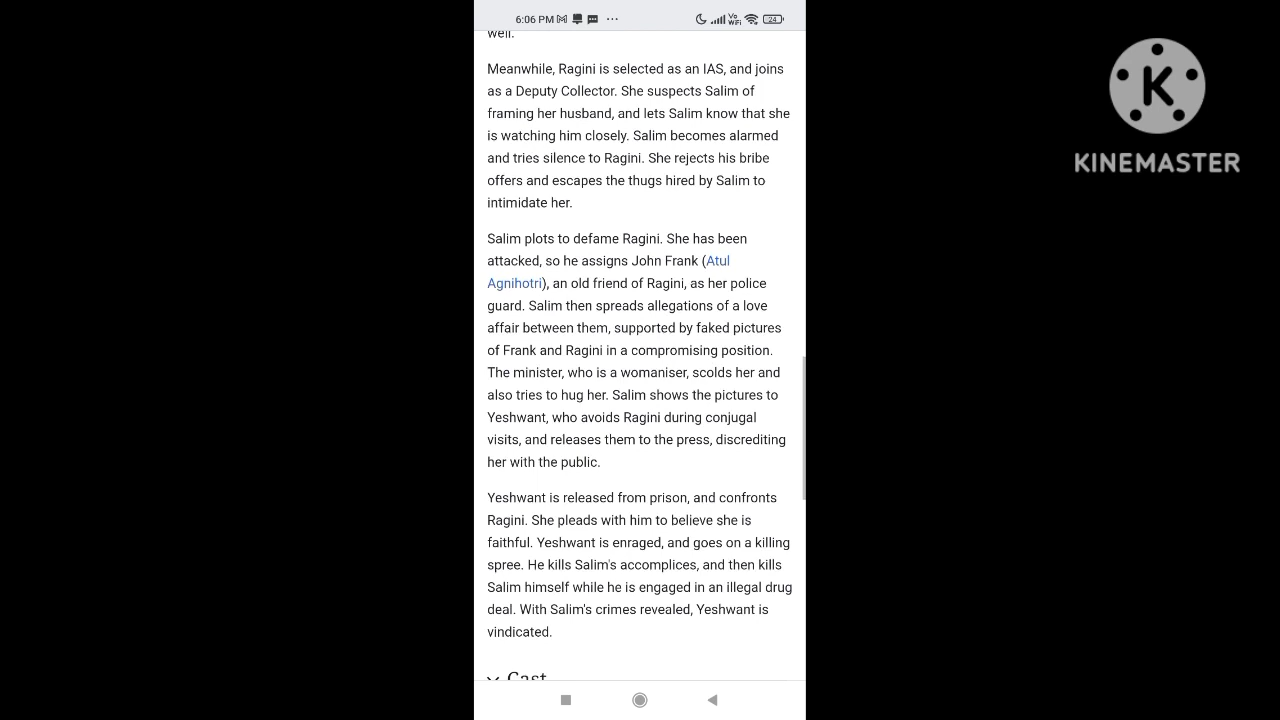 6:06 PM
Vo
WiFi
24
well.
Meanwhile, Ragini is selected as an IAS, and joins
as a Deputy Collector. She suspects Salim of
framing her husband, and lets Salim know that she
is watching him closely. Salim becomes alarmed
and tries silence to Ragini. She rejects his bribe
offers and escapes the thugs hired by Salim to
intimidate her.
Salim plots to defame Ragini. She has been
attacked, so he assigns John Frank (Atul
Agnihotri), an old friend of Ragini, as her police
guard. Salim then spreads allegations of a love
affair between them, supported by faked pictures
of Frank and Ragini in a compromising position.
The minister, who is a womaniser, scolds her and
also tries to hug her. Salim shows the pictures to
Yeshwant, who avoids Ragini during conjugal
visits, and releases them to the press, discrediting
her with the public.
Yeshwant is released from prison, and confronts
Ragini. She pleads with him to believe she is
faithful. Yeshwant is enraged, and goes on a killing
spree. He kills Salim's accomplices, and then kills
Salim himself while he is engaged in an illegal drug
deal. With Salim's crimes revealed, Yeshwant is
vindicated.
Cast
K
KINEMASTER